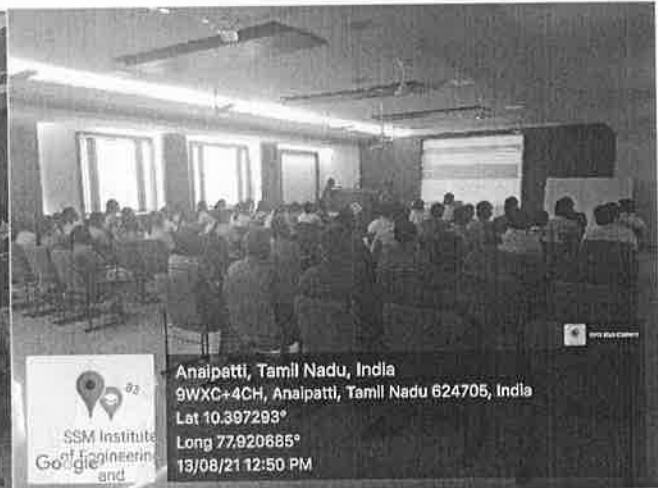 Anaipatti, Tamil Nadu, India
9WXC+4CH, Anaipatti, Tamil Nadu 624705, India
Lat 10.397293°
Long 77.920685°
13/08/21 12:50 PM
83
SSM Institute
of Engineering
and
Google